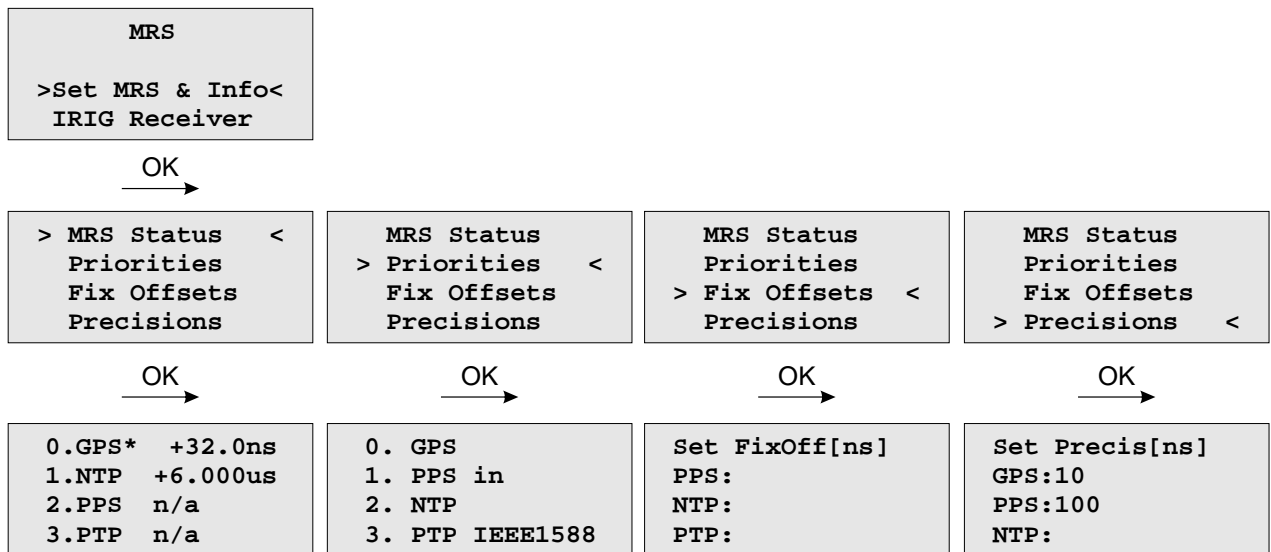 MRS
>Set MRS & Info<
IRIG Receiver
OK
> MRS Status <
Priorities
Fix Offsets
Precisions
MRS Status
> Priorities <
Fix Offsets
Precisions
MRS Status
Priorities
> Fix Offsets <
Precisions
MRS Status
Priorities
Fix Offsets
> Precisions <
OK
OK
OK
OK
0.GPS* +32.0ns
1.NTP +6.000us
2.PPS n/a
3.PTP n/a
0. GPS
1. PPS in
2. NTP
3. PTP IEEE1588
Set FixOff[ns]
PPS:
NTP:
PTP:
Set Precis[ns]
GPS:10
PPS:100
NTP: